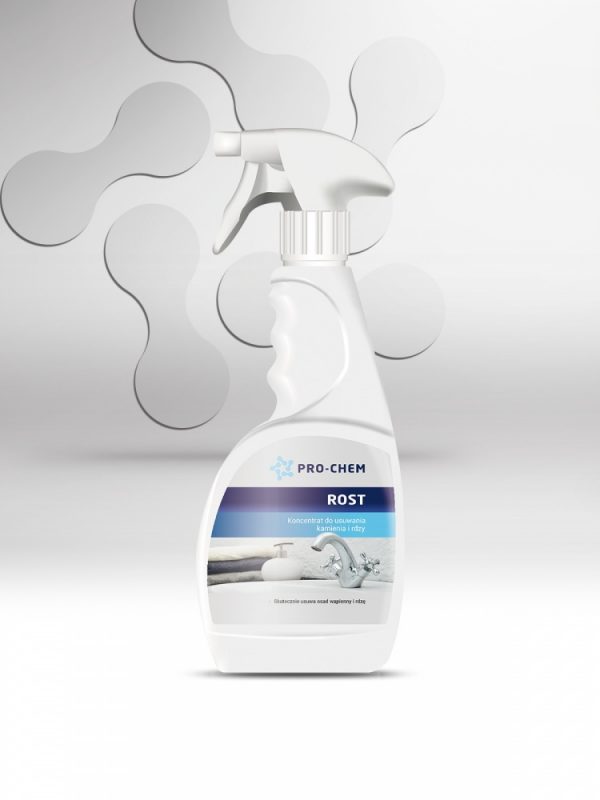 PRO-CHEM
ROST
Koncentrat do usuwania
kamienia i rdzy
Skutecznie usuwa osad wapienny i rdzę